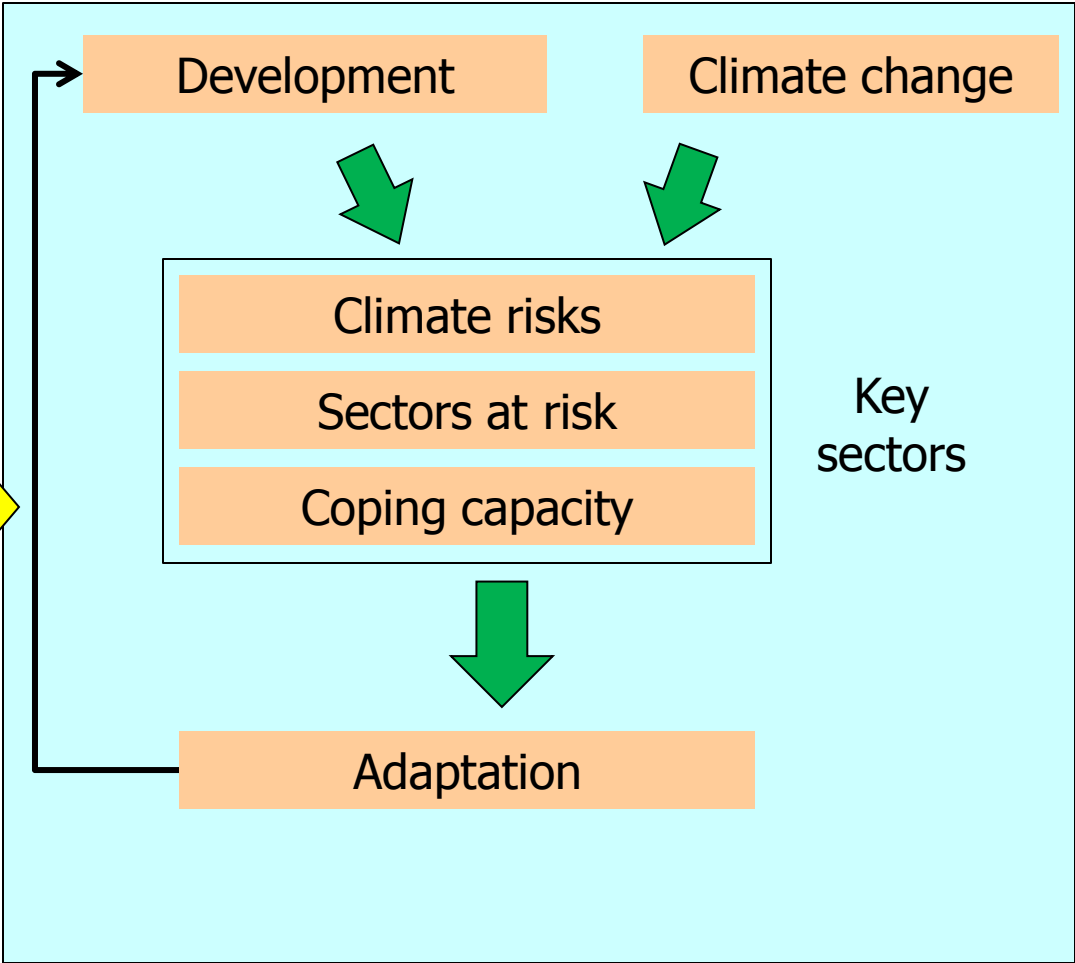 Development
Climate change
Climate risks
Sectors at risk
Coping capacity
Key
sectors
Adaptation